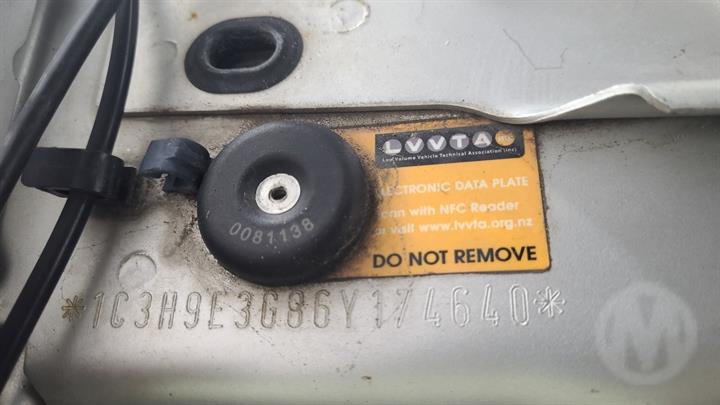 LVVTA
Low Volume Vehicle Technical Association (Inc)
ELECTRONIC DATA PLATE
can with NFC Reader
or visit www.lvvta.org.nz
DO NOT REMOVE
0081138
*1C3H9E3G86Y174640*
M